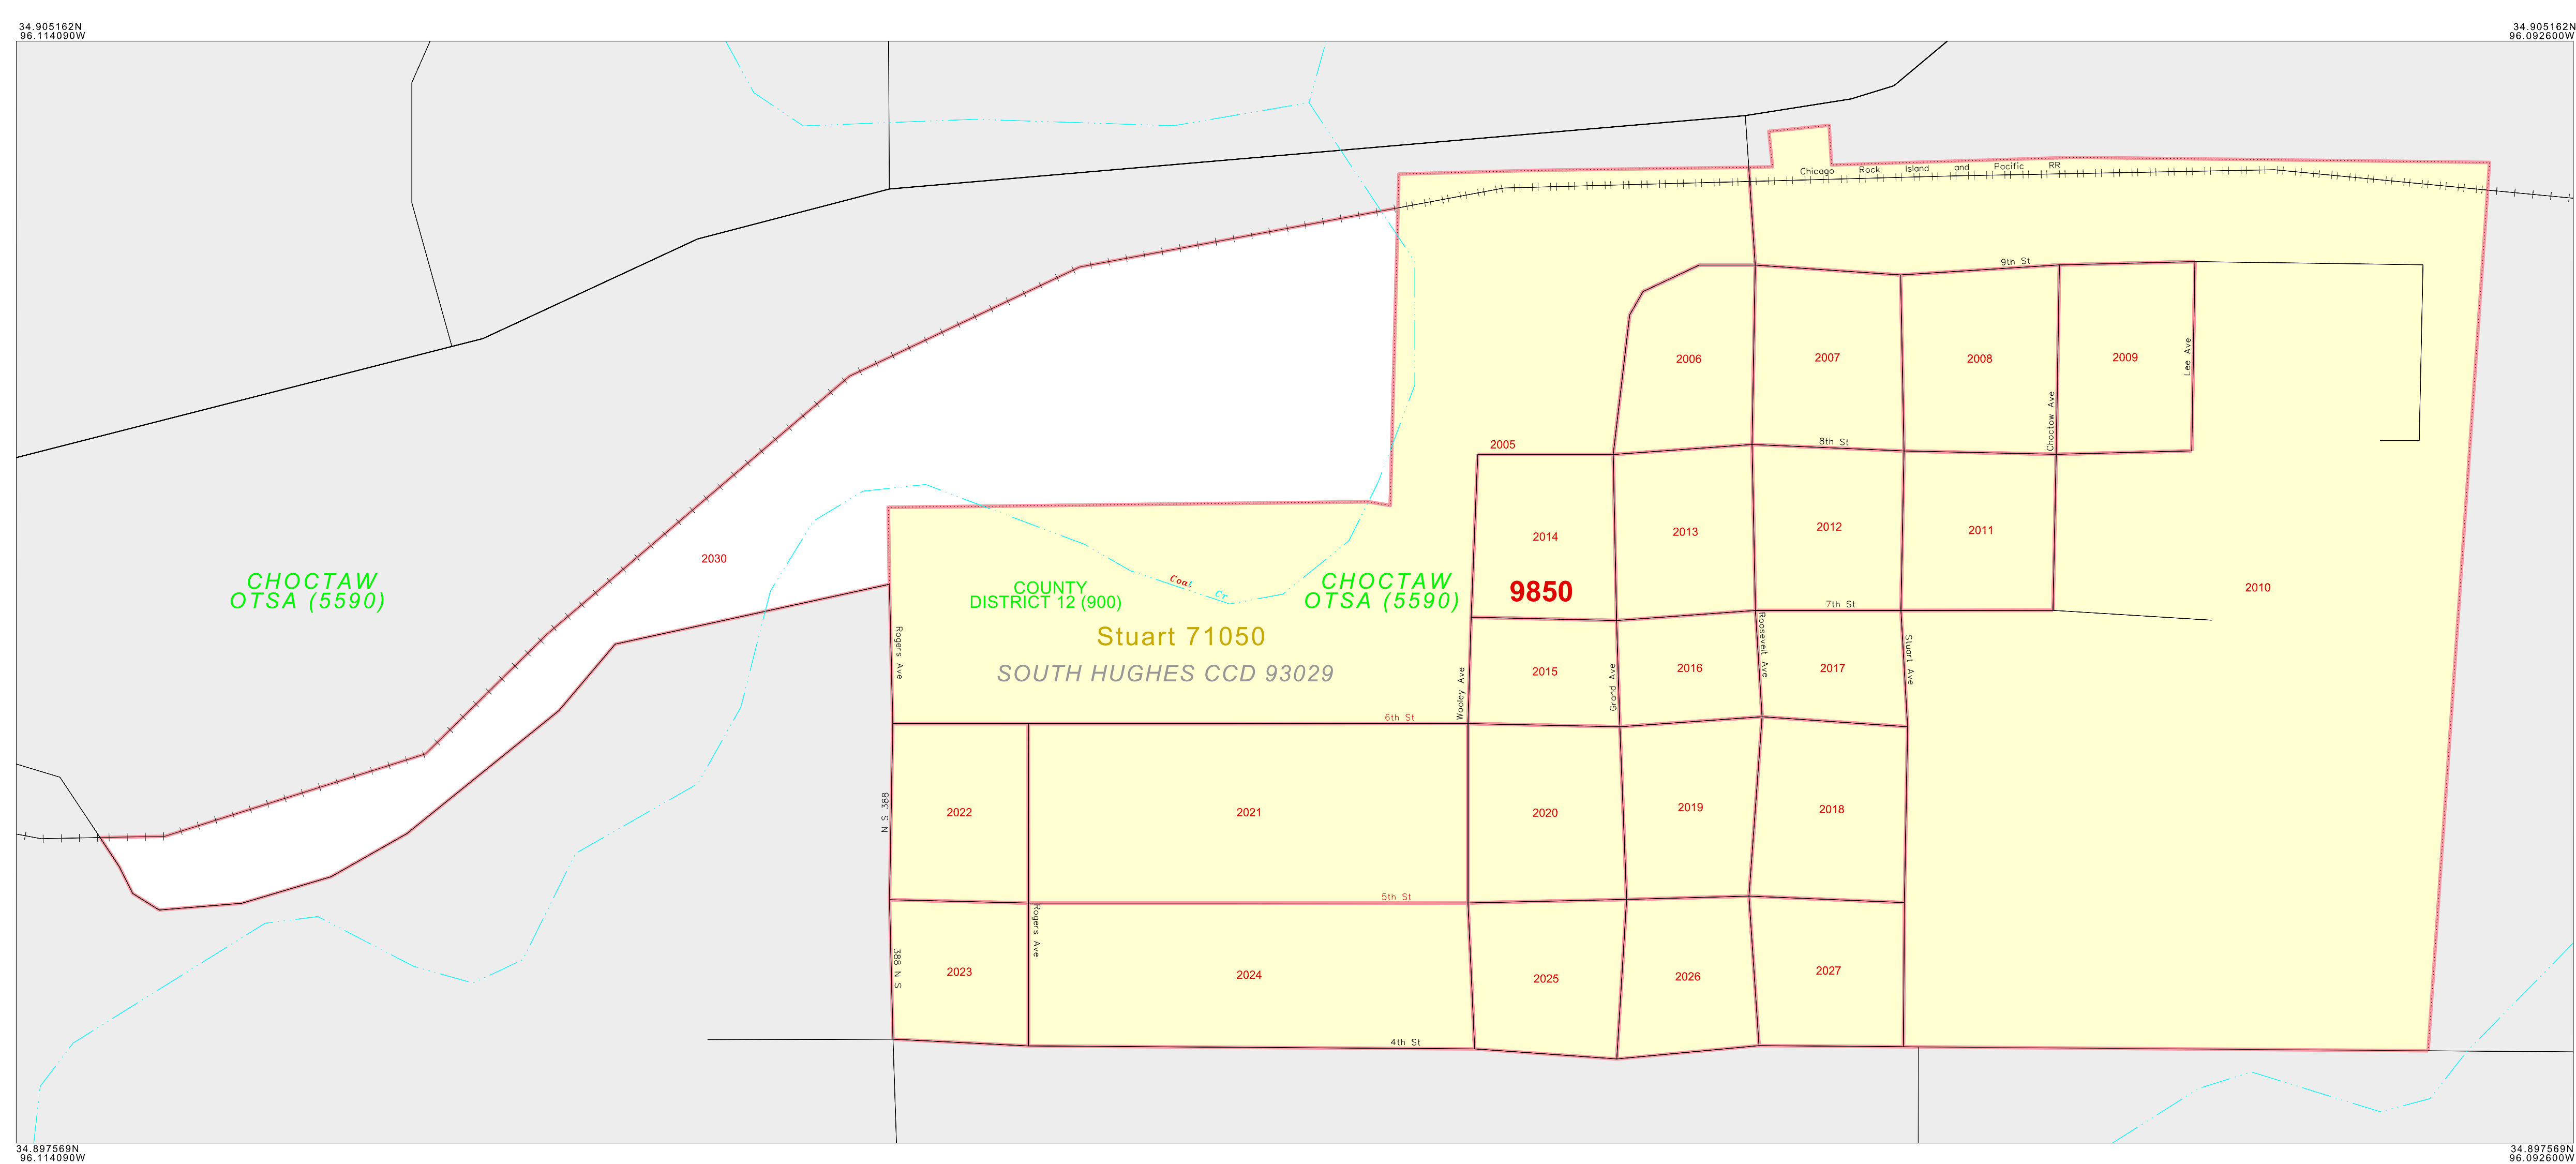 34.905162N
96.114090W
34.905162N
96.092600W
Chicago Rock Island and Pacific RR
9th St
2006
2007
2008
2009
Lee Ave
Choctow Ave
2005
8th St
2014
2013
2012
2011
2030
CHOCTAW
OTSA (5590)
COUNTY
DISTRICT 12 (900)
Coal Cr
CHOCTAW
OTSA (5590)
9850
2010
7th St
Stuart 71050
SOUTH HUGHES CCD 93029
Rogers Ave
Wooley Ave
2015
Grand Ave
2016
Roosevelt Ave
2017
Stuart Ave
6th St
388 S N
2022
2021
2020
2019
2018
5th St
Rogers Ave
388 N S
2023
2024
2025
2026
2027
4th St
34.897569N
96.114090W
34.897569N
96.092600W